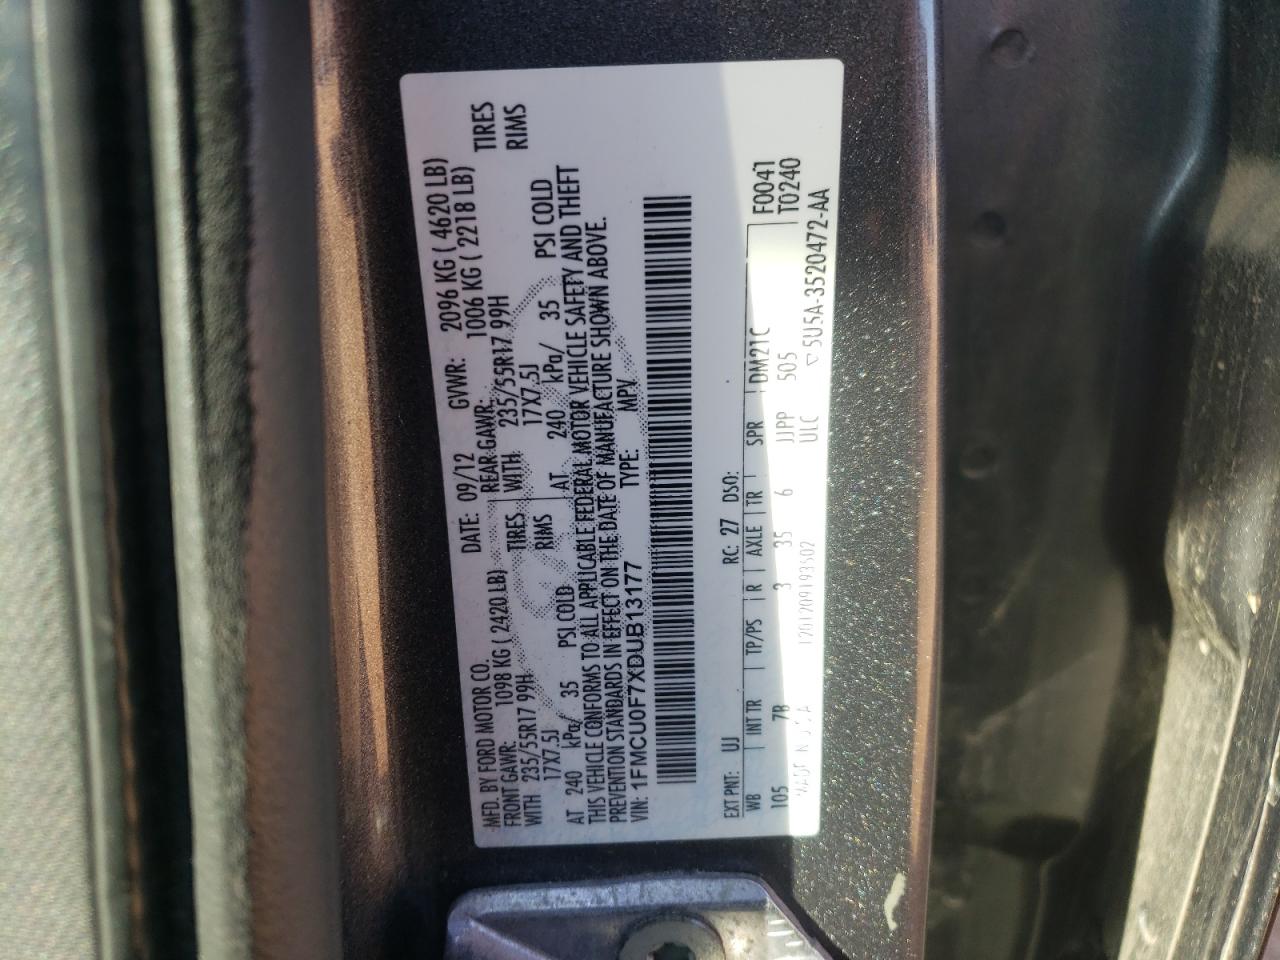 MFD. BY FORD MOTOR CO.
DATE: 09/12 GVWR: 2096 KG ( 4620 LB)
FRONT GAWR: 1098 KG ( 2420 LB) REAR GAWR: 1006 KG ( 2218 LB)
WITH 235/55R17 99H TIRES WITH 235/55R17 99H TIRES
17X7.5J RIMS 17X7.5J RIMS
AT 240 kPa/ 35 PSI COLD AT 240 kPa/ 35 PSI COLD
THIS VEHICLE CONFORMS TO ALL APPLICABLE FEDERAL MOTOR VEHICLE SAFETY AND THEFT
PREVENTION STANDARDS IN EFFECT ON THE DATE OF MANUFACTURE SHOWN ABOVE.
VIN: 1FMCU0F7XDUB13177 TYPE: MPV
EXT PNT: UJ RC: 27 DSO: F0041
WB INT TR TP/PS R AXLE TR SPR DM21C T0240
105 7B 3 35 6 JJPP 505
MADE IN U.S.A 120120919 3502 ULC 5U5A-3520472-AA